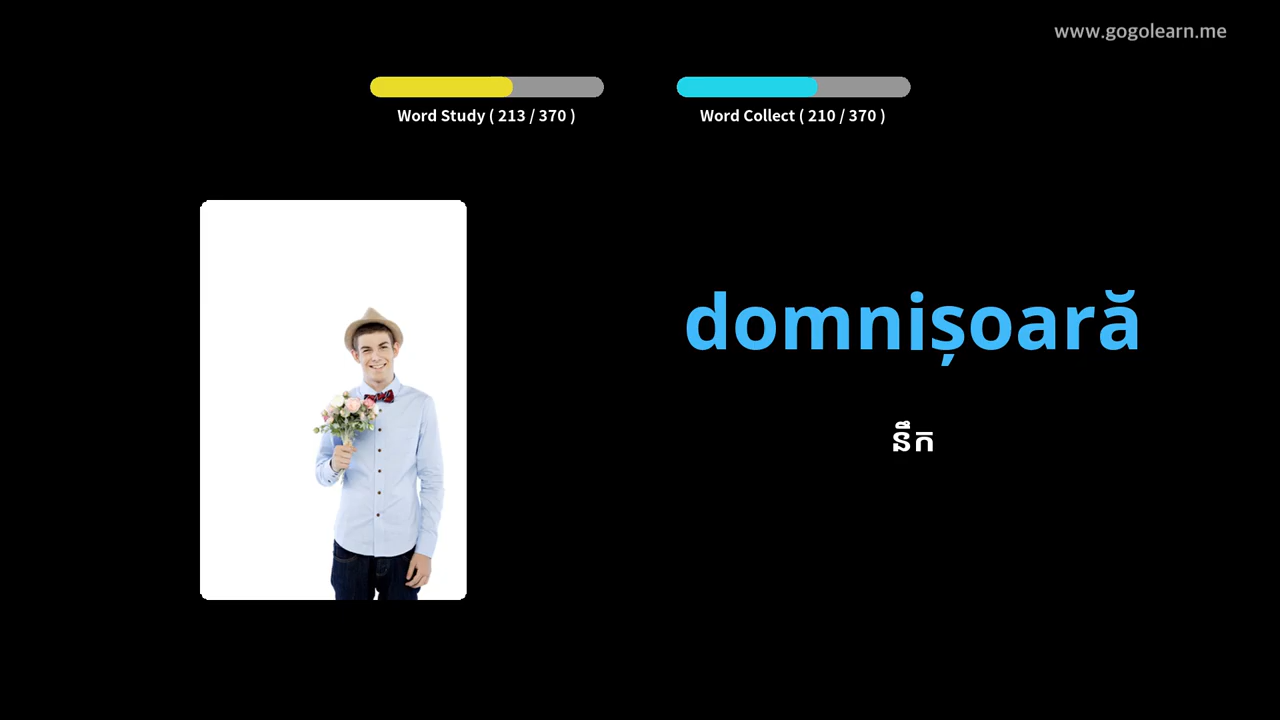 www.gogolearn.me
Word Study ( 213 / 370 )
Word Collect ( 210 / 370 )
domnișoară
នឹក